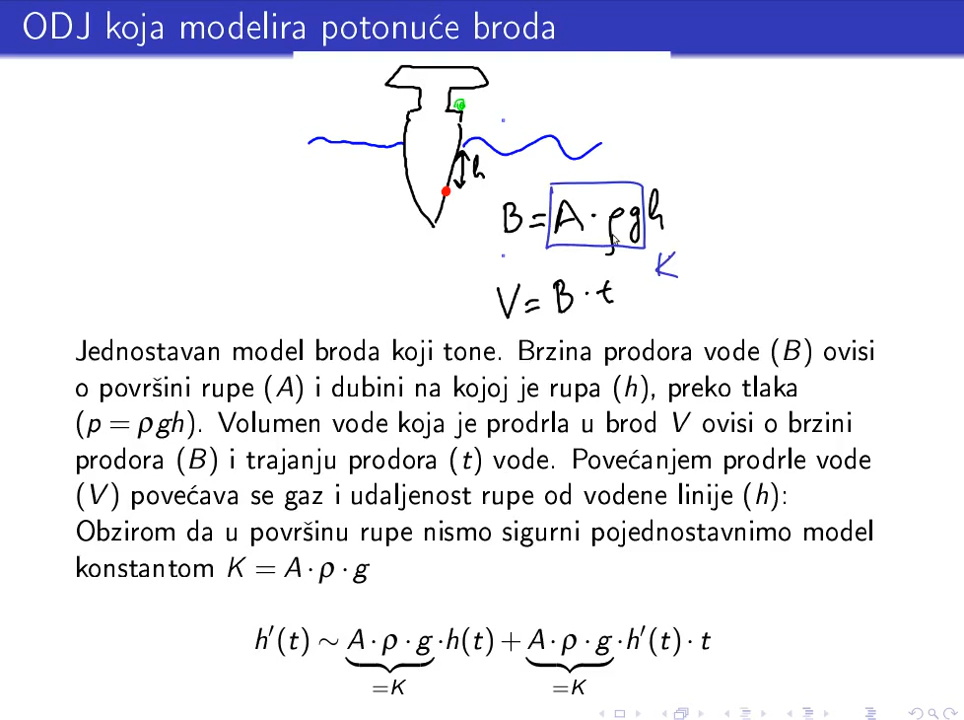 ODJ koja modelira potonuće broda
h
B = A · ρgh
K
V = B · t
Jednostavan model broda koji tone. Brzina prodora vode (B) ovisi
o površini rupe (A) i dubini na kojoj je rupa (h), preko tlaka
(p = ρgh). Volumen vode koja je prodrla u brod V ovisi o brzini
prodora (B) i trajanju prodora (t) vode. Povećanjem prodrle vode
(V) povećava se gaz i udaljenost rupe od vodene linije (h):
Obzirom da u površinu rupe nismo sigurni pojednostavnimo model
konstantom K = A · ρ · g
h′(t) ∼ A · ρ · g · h(t) + A · ρ · g · h′(t) · t
=K =K